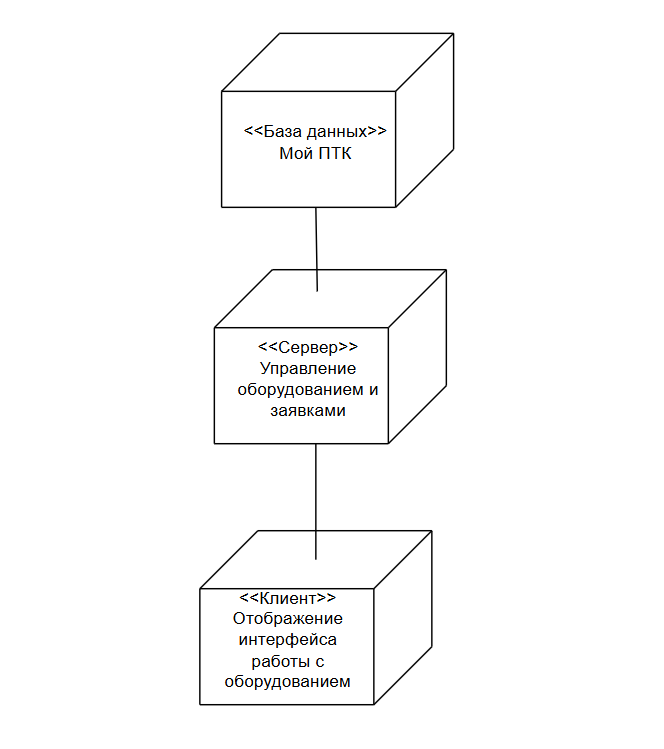 <<База данных>>
Мой ПТК
<<Сервер>>
Управление
оборудованием и
заявками
<<Клиент>>
Отображение
интерфейса
работы с
оборудованием